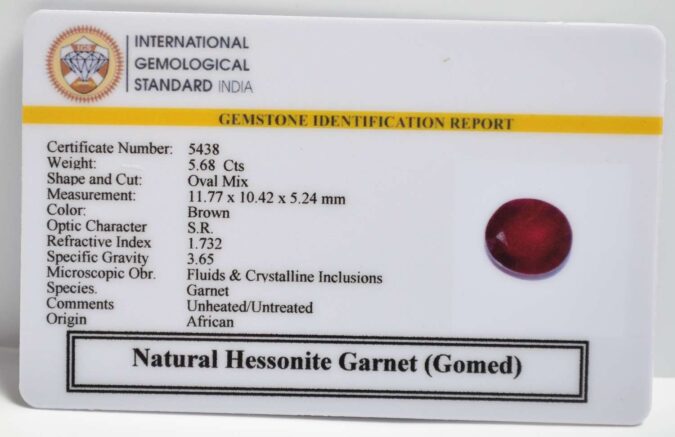 IGS
INTERNATIONAL
GEMOLOGICAL
STANDARD INDIA
GEMSTONE IDENTIFICATION REPORT
Certificate Number: 5438
Weight: 5.68 Cts
Shape and Cut: Oval Mix
Measurement: 11.77 x 10.42 x 5.24 mm
Color: Brown
Optic Character S.R.
Refractive Index 1.732
Specific Gravity 3.65
Microscopic Obr. Fluids & Crystalline Inclusions
Species. Garnet
Comments Unheated/Untreated
Origin African
Natural Hessonite Garnet (Gomed)